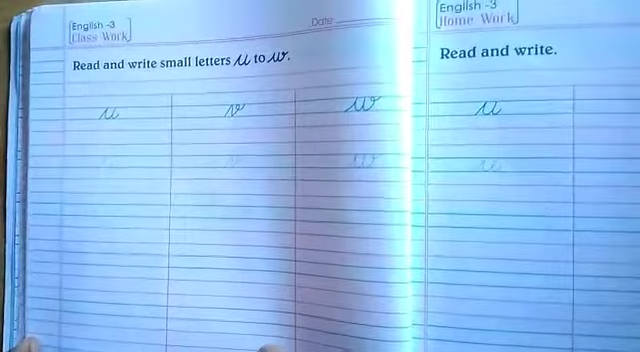 English -3
Class Work
Date
Read and write small letters u to w.
u v w
u v w
English -3
Home Work
Read and write.
u
u